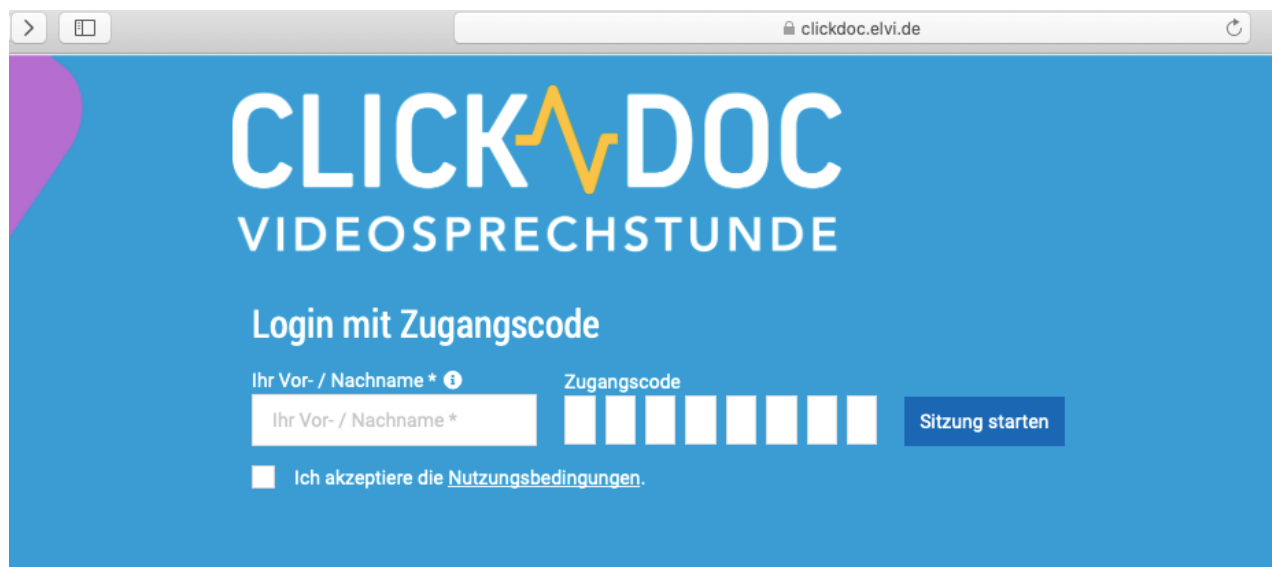 clickdoc.elvi.de
CLICK DOC
VIDEOSPRECHSTUNDE
Login mit Zugangscode
Ihr Vor- / Nachname * Zugangscode
Ihr Vor- / Nachname * Sitzung starten
Ich akzeptiere die Nutzungsbedingungen.